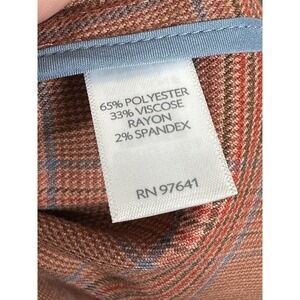 65% POLYESTER
33% VISCOSE
RAYON
2% SPANDEX
RN 97641